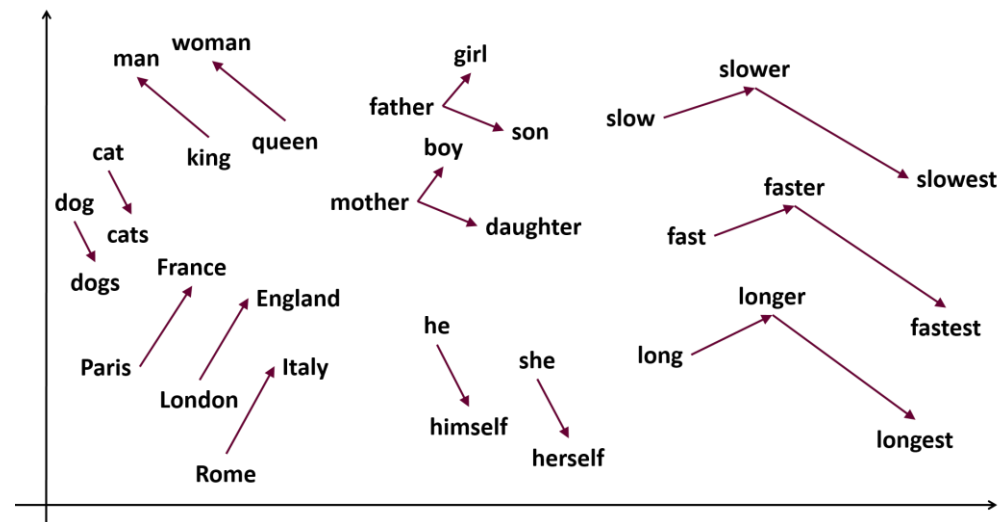 man
woman
king
queen
cat
cats
dog
dogs
France
England
Italy
Paris
London
Rome
girl
father
son
boy
mother
daughter
he
himself
she
herself
slow
slower
slowest
fast
faster
fastest
long
longer
longest